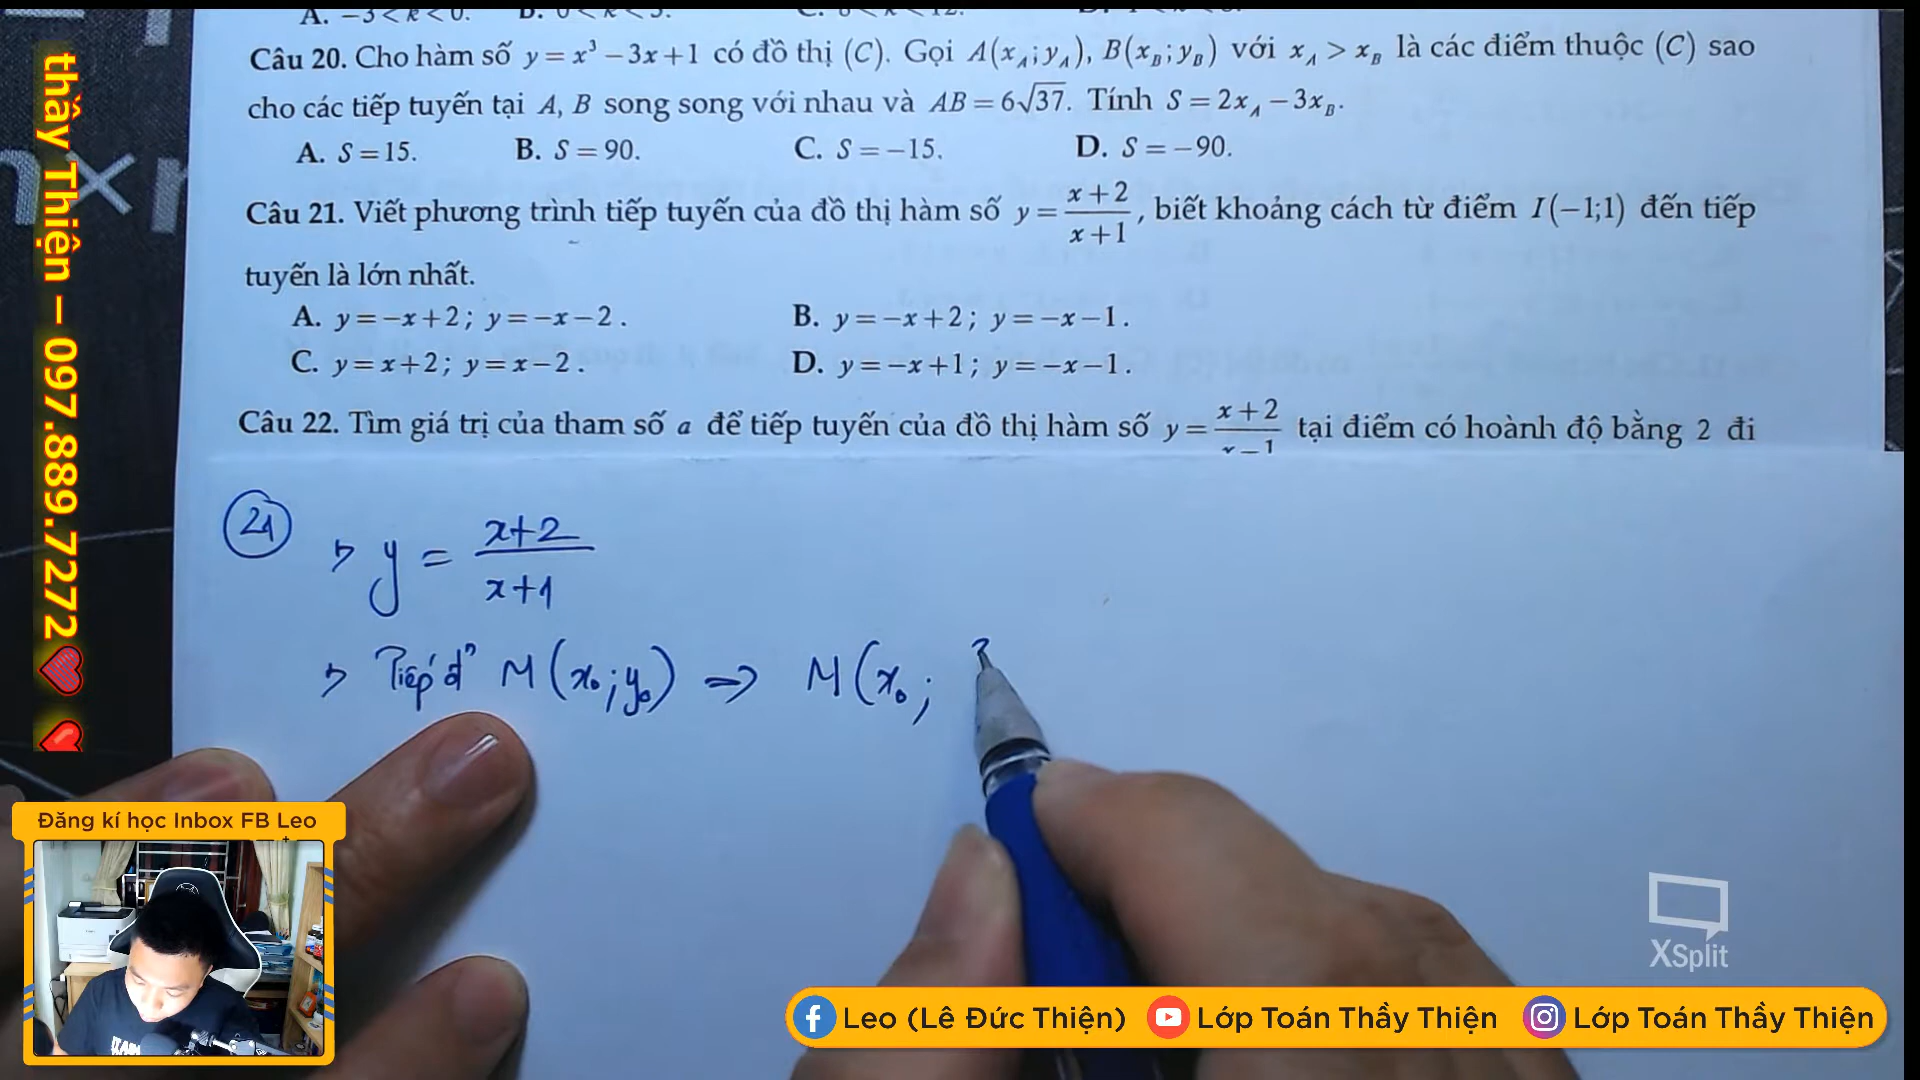 A. −3 < k < 0.
Câu 20. Cho hàm số y = x³ − 3x + 1 có đồ thị (C). Gọi A(x_A; y_A), B(x_B; y_B) với x_A > x_B là các điểm thuộc (C) sao
cho các tiếp tuyến tại A, B song song với nhau và AB = 6√37. Tính S = 2x_A − 3x_B.
A. S = 15. B. S = 90. C. S = −15. D. S = −90.
Câu 21. Viết phương trình tiếp tuyến của đồ thị hàm số y = (x+2)/(x+1), biết khoảng cách từ điểm I(−1;1) đến tiếp
tuyến là lớn nhất.
A. y = −x + 2; y = −x − 2. B. y = −x + 2; y = −x − 1.
C. y = x + 2; y = x − 2. D. y = −x + 1; y = −x − 1.
Câu 22. Tìm giá trị của tham số a để tiếp tuyến của đồ thị hàm số y = (x+2)/(x−1) tại điểm có hoành độ bằng 2 đi
21 y = (x+2)/(x+1)
Tiếp đ² M(x₀; y₀) ⇒ M(x₀;
thầy Thiện – 097.889.7272
Đăng kí học Inbox FB Leo
XSplit
Leo (Lê Đức Thiện) Lớp Toán Thầy Thiện Lớp Toán Thầy Thiện